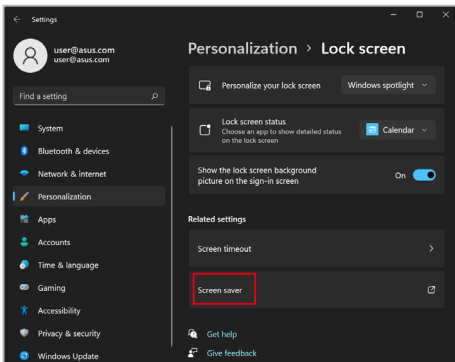 Settings
user@asus.com
user@asus.com
Find a setting
System
Bluetooth & devices
Network & internet
Personalization
Apps
Accounts
Time & language
Gaming
Accessibility
Privacy & security
Windows Update
Personalization > Lock screen
Personalize your lock screen
Windows spotlight
Lock screen status
Choose an app to show detailed status
on the lock screen
Calendar
Show the lock screen background
picture on the sign-in screen
On
Related settings
Screen timeout
Screen saver
Get help
Give feedback